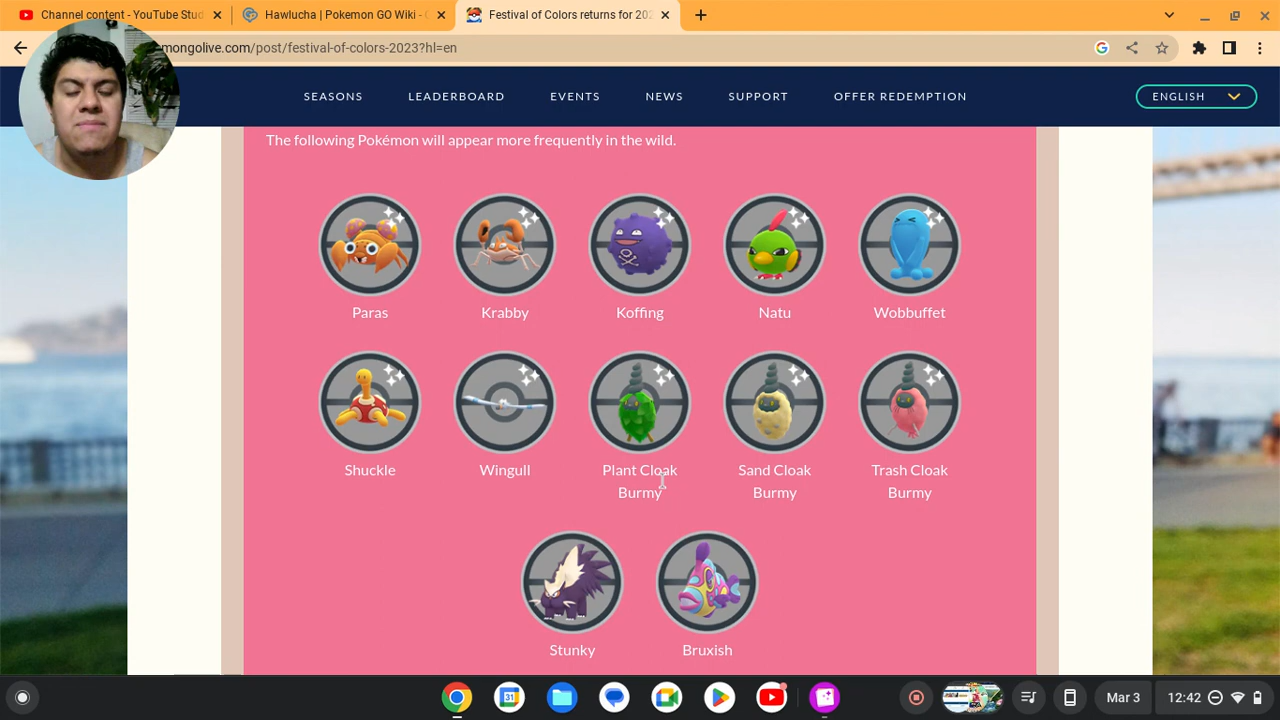 Channel content - YouTube Stud
Hawlucha | Pokemon GO Wiki - G
Festival of Colors returns for 202
mongolive.com/post/festival-of-colors-2023?hl=en
SEASONS LEADERBOARD EVENTS NEWS SUPPORT OFFER REDEMPTION ENGLISH
The following Pokémon will appear more frequently in the wild.
Paras Krabby Koffing Natu Wobbuffet
Shuckle Wingull Plant Cloak Burmy Sand Cloak Burmy Trash Cloak Burmy
Stunky Bruxish
31
Mar 3 12:42